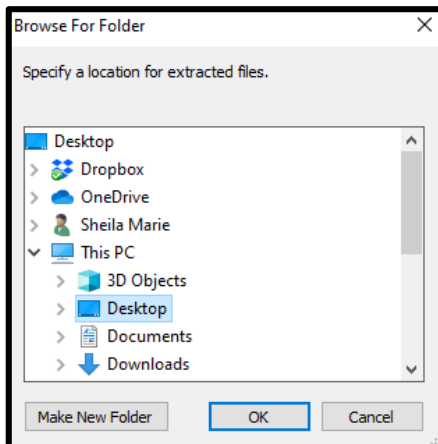 Browse For Folder
Specify a location for extracted files.
Desktop
Dropbox
OneDrive
Sheila Marie
This PC
3D Objects
Desktop
Documents
Downloads
Make New Folder OK Cancel